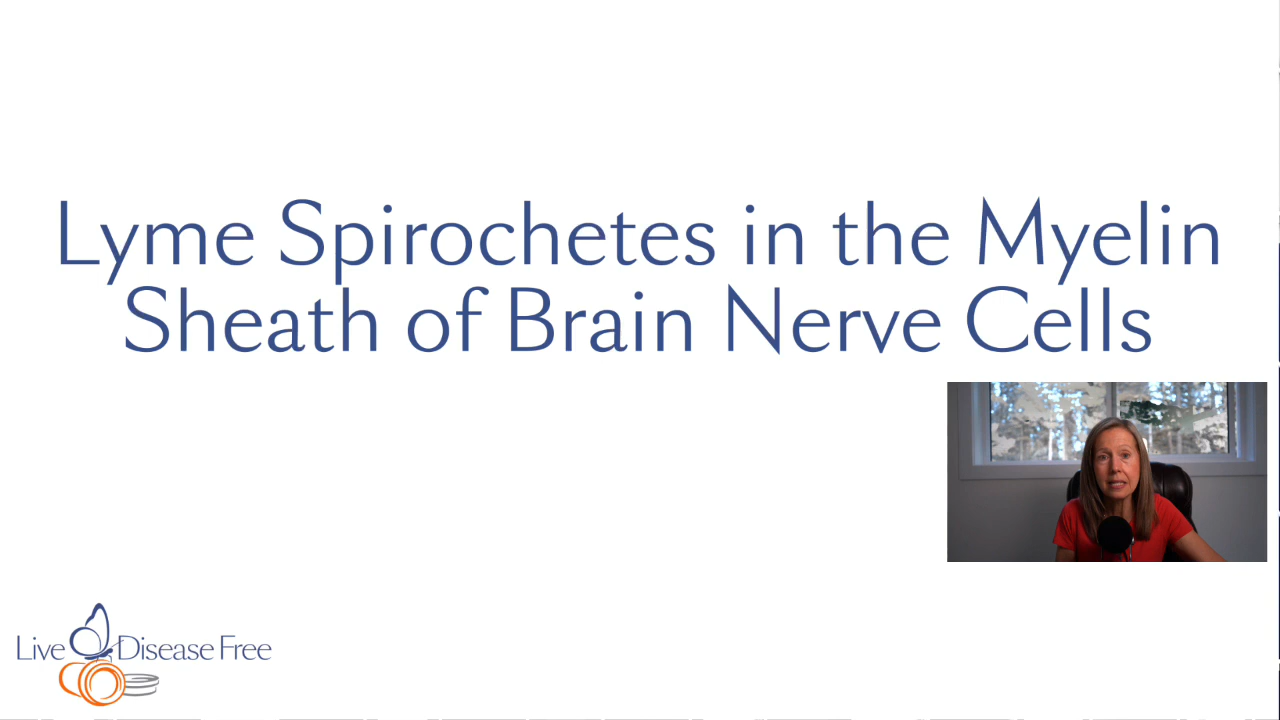 Lyme Spirochetes in the Myelin
Sheath of Brain Nerve Cells
Live Disease Free